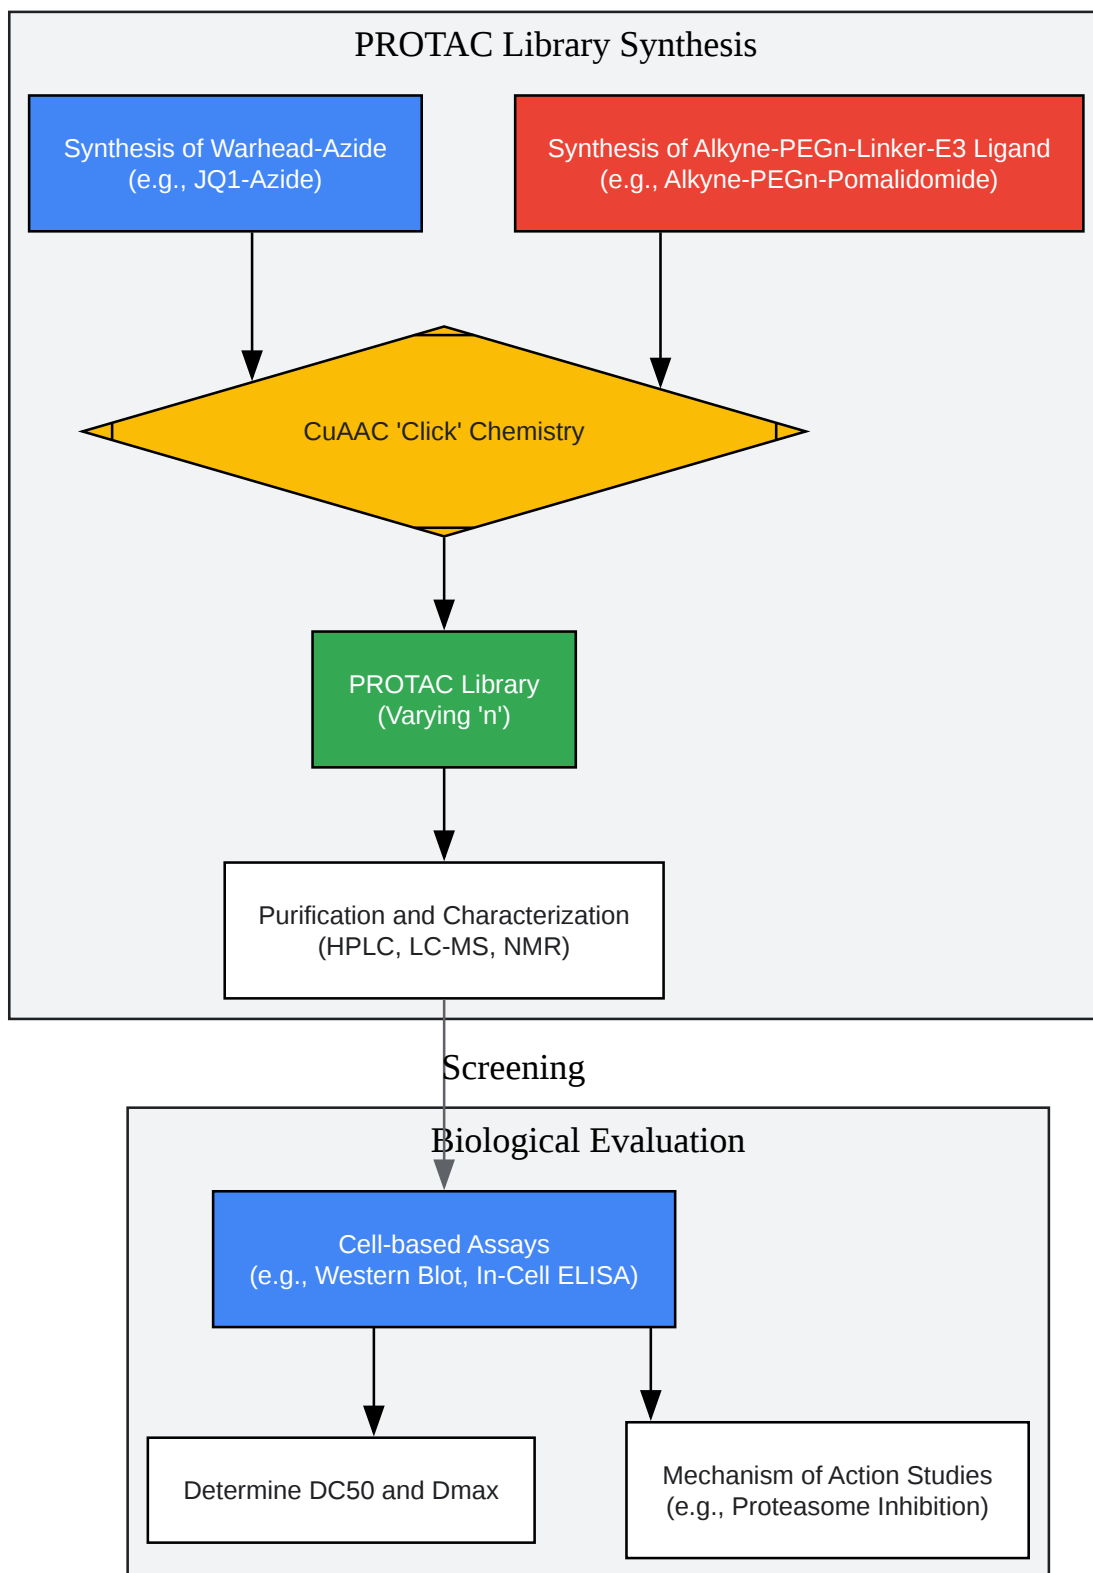 PROTAC Library Synthesis
Synthesis of Warhead-Azide
(e.g., JQ1-Azide)
Synthesis of Alkyne-PEGn-Linker-E3 Ligand
(e.g., Alkyne-PEGn-Pomalidomide)
CuAAC 'Click' Chemistry
PROTAC Library
(Varying 'n')
Purification and Characterization
(HPLC, LC-MS, NMR)
Screening
Biological Evaluation
Cell-based Assays
(e.g., Western Blot, In-Cell ELISA)
Determine DC50 and Dmax
Mechanism of Action Studies
(e.g., Proteasome Inhibition)